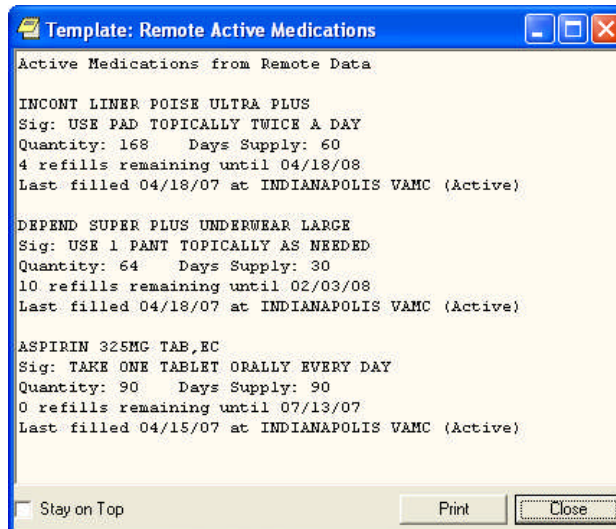 Template: Remote Active Medications
Active Medications from Remote Data
INCONT LINER POISE ULTRA PLUS
Sig: USE PAD TOPICALLY TWICE A DAY
Quantity: 168 Days Supply: 60
4 refills remaining until 04/18/08
Last filled 04/18/07 at INDIANAPOLIS VAMC (Active)
DEPEND SUPER PLUS UNDERWEAR LARGE
Sig: USE 1 PANT TOPICALLY AS NEEDED
Quantity: 64 Days Supply: 30
10 refills remaining until 02/03/08
Last filled 04/18/07 at INDIANAPOLIS VAMC (Active)
ASPIRIN 325MG TAB,EC
Sig: TAKE ONE TABLET ORALLY EVERY DAY
Quantity: 90 Days Supply: 90
0 refills remaining until 07/13/07
Last filled 04/15/07 at INDIANAPOLIS VAMC (Active)
Stay on Top Print Close